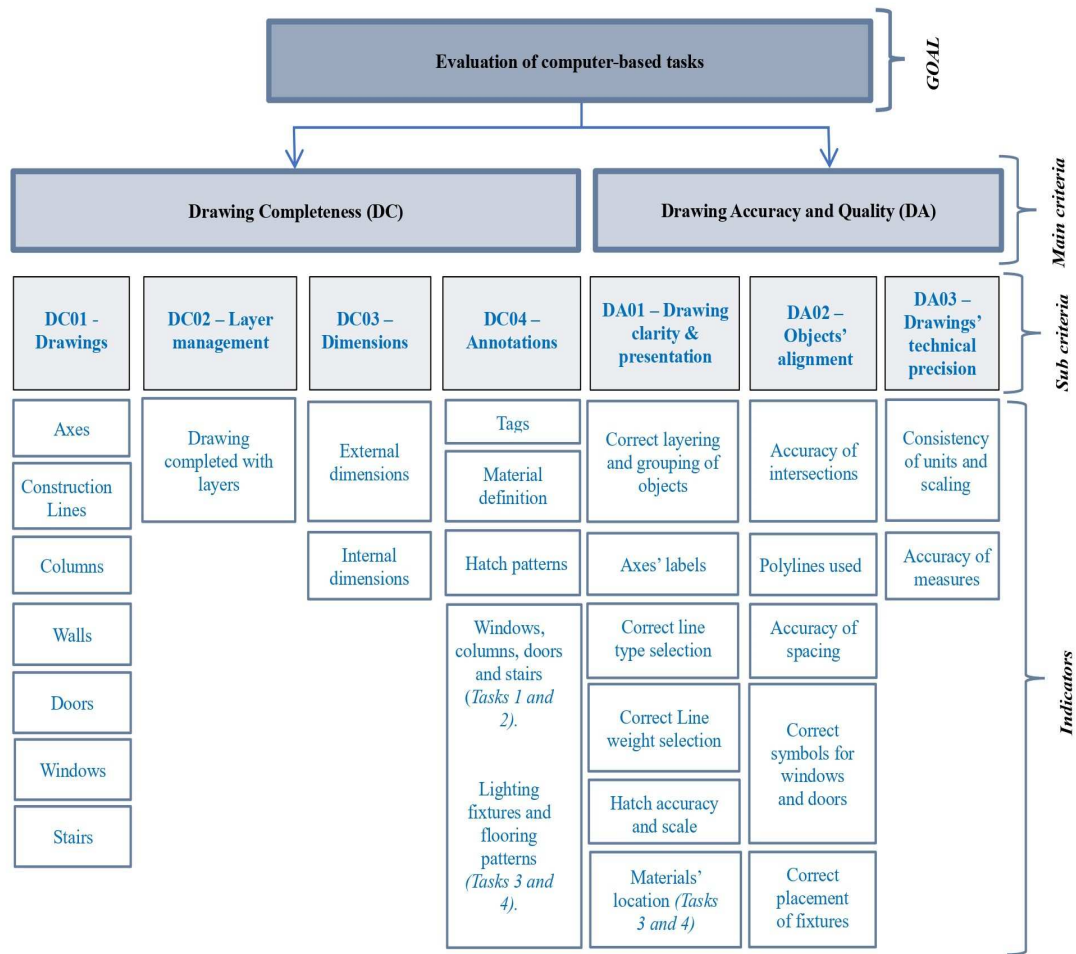 Evaluation of computer-based tasks
GOAL
Drawing Completeness (DC)
Drawing Accuracy and Quality (DA)
Main criteria
DC01 -
Drawings
DC02 – Layer
management
DC03 –
Dimensions
DC04 –
Annotations
DA01 – Drawing
clarity &
presentation
DA02 –
Objects’
alignment
DA03 –
Drawings’
technical
precision
Sub criteria
Axes
Construction
Lines
Columns
Walls
Doors
Windows
Stairs
Drawing
completed with
layers
External
dimensions
Internal
dimensions
Tags
Material
definition
Hatch patterns
Windows,
columns, doors
and stairs
(Tasks 1 and
2).
Lighting
fixtures and
flooring
patterns
(Tasks 3 and
4).
Correct layering
and grouping of
objects
Axes’ labels
Correct line
type selection
Correct Line
weight selection
Hatch accuracy
and scale
Materials’
location (Tasks
3 and 4)
Accuracy of
intersections
Polylines used
Accuracy of
spacing
Correct
symbols for
windows
and doors
Correct
placement
of fixtures
Consistency
of units and
scaling
Accuracy of
measures
Indicators